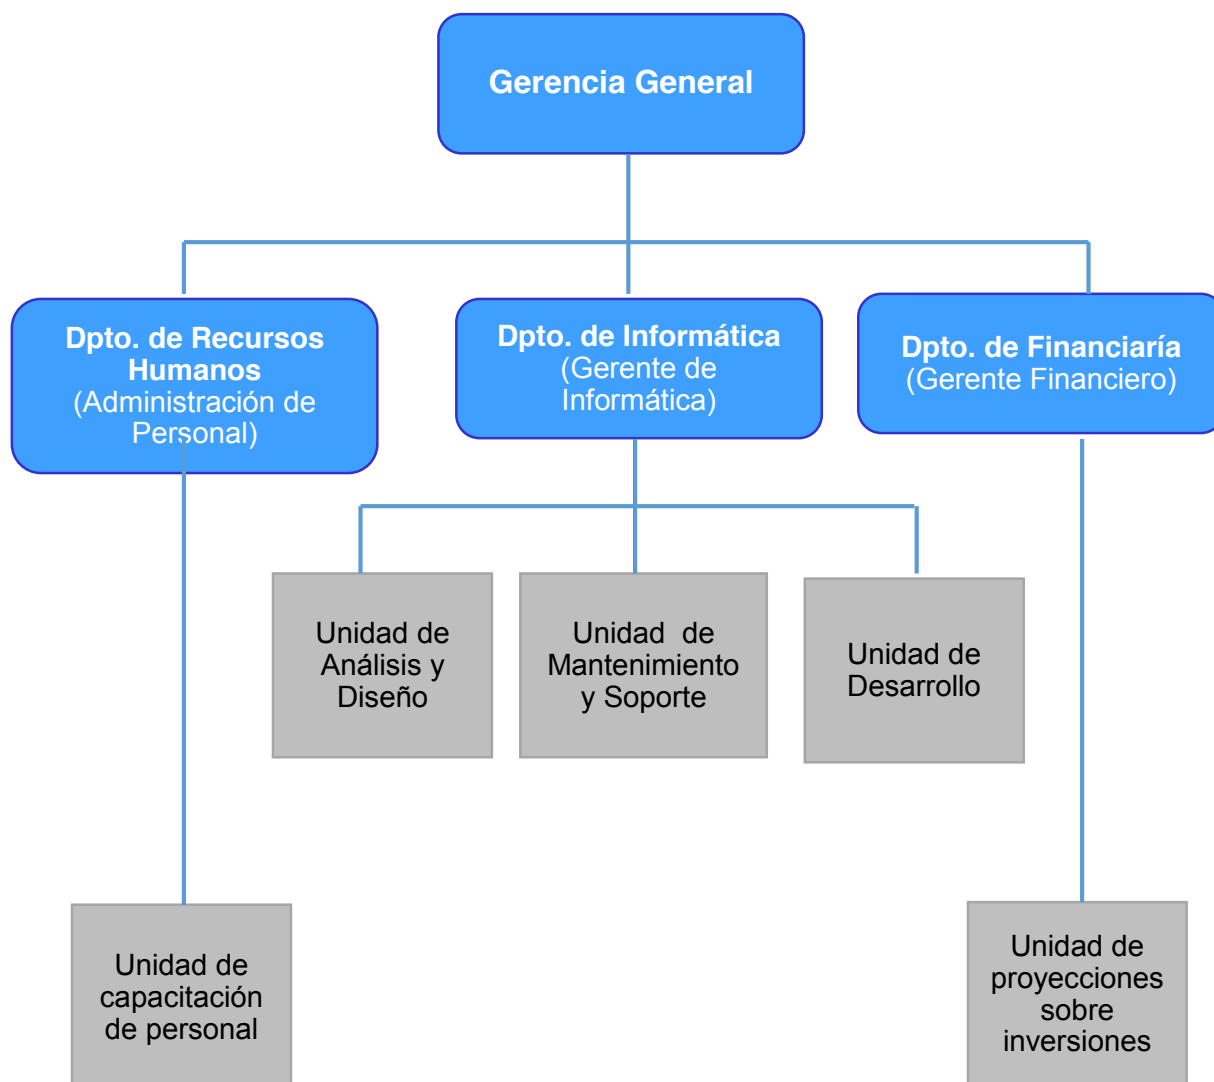 Gerencia General
Dpto. de Recursos
Humanos
(Administración de
Personal)
Dpto. de Informática
(Gerente de
Informática)
Dpto. de Financiaría
(Gerente Financiero)
Unidad de
Análisis y
Diseño
Unidad  de
Mantenimiento
y Soporte
Unidad de
Desarrollo
Unidad de
capacitación
de personal
Unidad de
proyecciones
sobre
inversiones